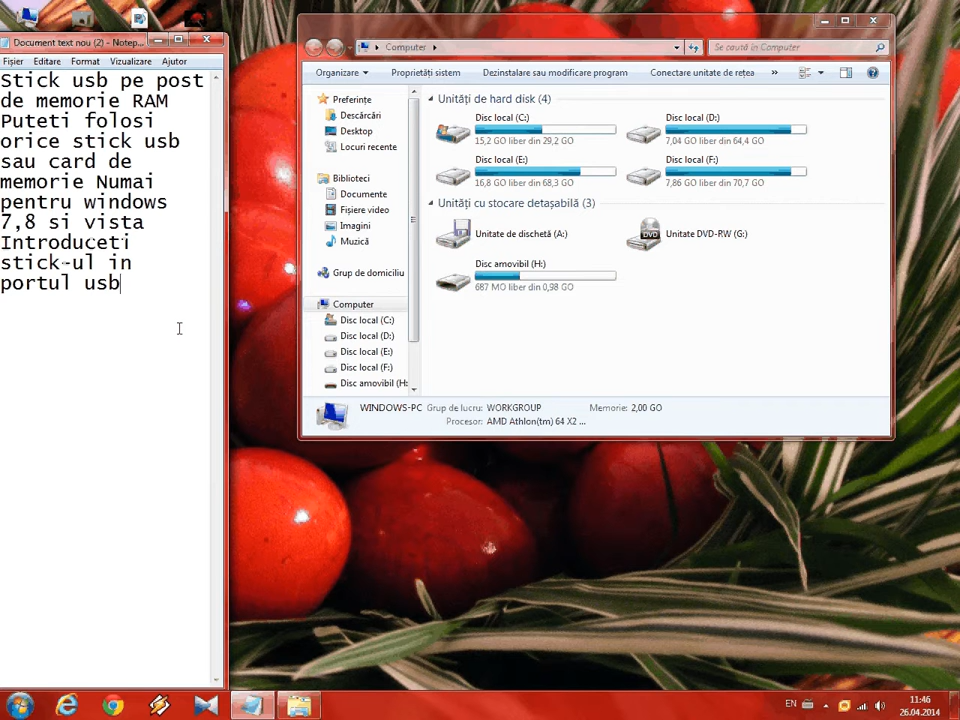 Document text nou (2) - Notep...
Fișier Editare Format Vizualizare Ajutor
Stick usb pe post
de memorie RAM
Puteti folosi
orice stick usb
sau card de
memorie Numai
pentru windows
7,8 si vista
Introduceti
stick-ul in
portul usb
Computer
Se caută în Computer
Organizare Proprietăți sistem Dezinstalare sau modificare program Conectare unitate de rețea »
Preferințe
Descărcări
Desktop
Locuri recente
Biblioteci
Documente
Fișiere video
Imagini
Muzică
Grup de domiciliu
Computer
Disc local (C:)
Disc local (D:)
Disc local (E:)
Disc local (F:)
Disc amovibil (H:
Unități de hard disk (4)
Disc local (C:)
15,2 GO liber din 29,2 GO
Disc local (D:)
7,04 GO liber din 64,4 GO
Disc local (E:)
16,8 GO liber din 68,3 GO
Disc local (F:)
7,86 GO liber din 70,7 GO
Unități cu stocare detașabilă (3)
Unitate de dischetă (A:)
DVD
Unitate DVD-RW (G:)
Disc amovibil (H:)
687 MO liber din 0,98 GO
WINDOWS-PC Grup de lucru: WORKGROUP Memorie: 2,00 GO
Procesor: AMD Athlon(tm) 64 X2 ...
EN
11:46
26.04.2014